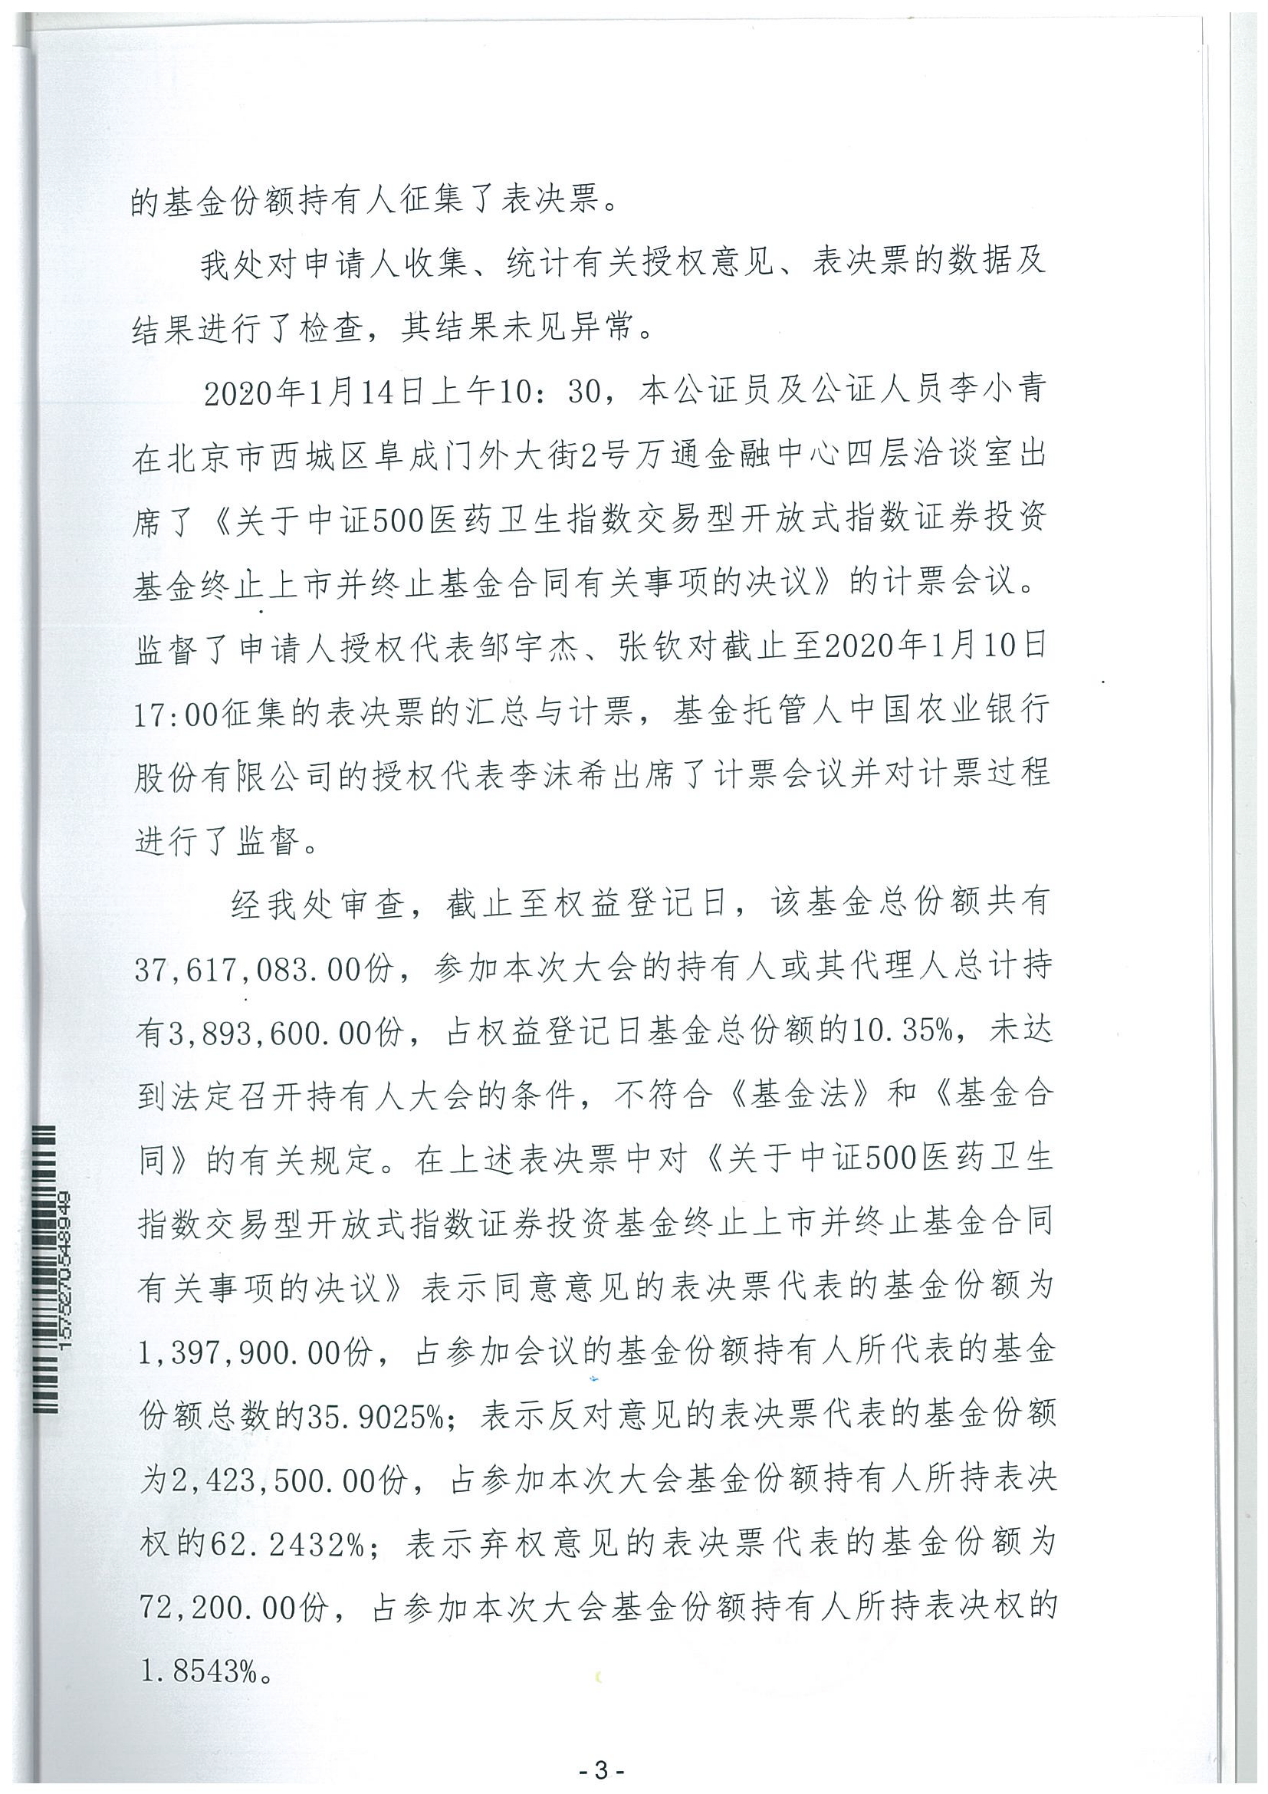 的基金份额持有人征集了表决票。
我处对申请人收集、统计有关授权意见、表决票的数据及
结果进行了检查，其结果未见异常。
2020年1月14日上午10：30，本公证员及公证人员李小青
在北京市西城区阜成门外大街2号万通金融中心四层洽谈室出
席了《关于中证500医药卫生指数交易型开放式指数证券投资
基金终止上市并终止基金合同有关事项的决议》的计票会议。
监督了申请人授权代表邹宇杰、张钦对截止至2020年1月10日
17:00征集的表决票的汇总与计票，基金托管人中国农业银行
股份有限公司的授权代表李沫希出席了计票会议并对计票过程
进行了监督。
经我处审查，截止至权益登记日，该基金总份额共有
37,617,083.00份，参加本次大会的持有人或其代理人总计持
有3,893,600.00份，占权益登记日基金总份额的10.35%，未达
到法定召开持有人大会的条件，不符合《基金法》和《基金合
同》的有关规定。在上述表决票中对《关于中证500医药卫生
指数交易型开放式指数证券投资基金终止上市并终止基金合同
有关事项的决议》表示同意意见的表决票代表的基金份额为
1,397,900.00份，占参加会议的基金份额持有人所代表的基金
份额总数的35.9025%；表示反对意见的表决票代表的基金份额
为2,423,500.00份，占参加本次大会基金份额持有人所持表决
权的62.2432%；表示弃权意见的表决票代表的基金份额为
72,200.00份，占参加本次大会基金份额持有人所持表决权的
1.8543%。
- 3 -
1575270548949